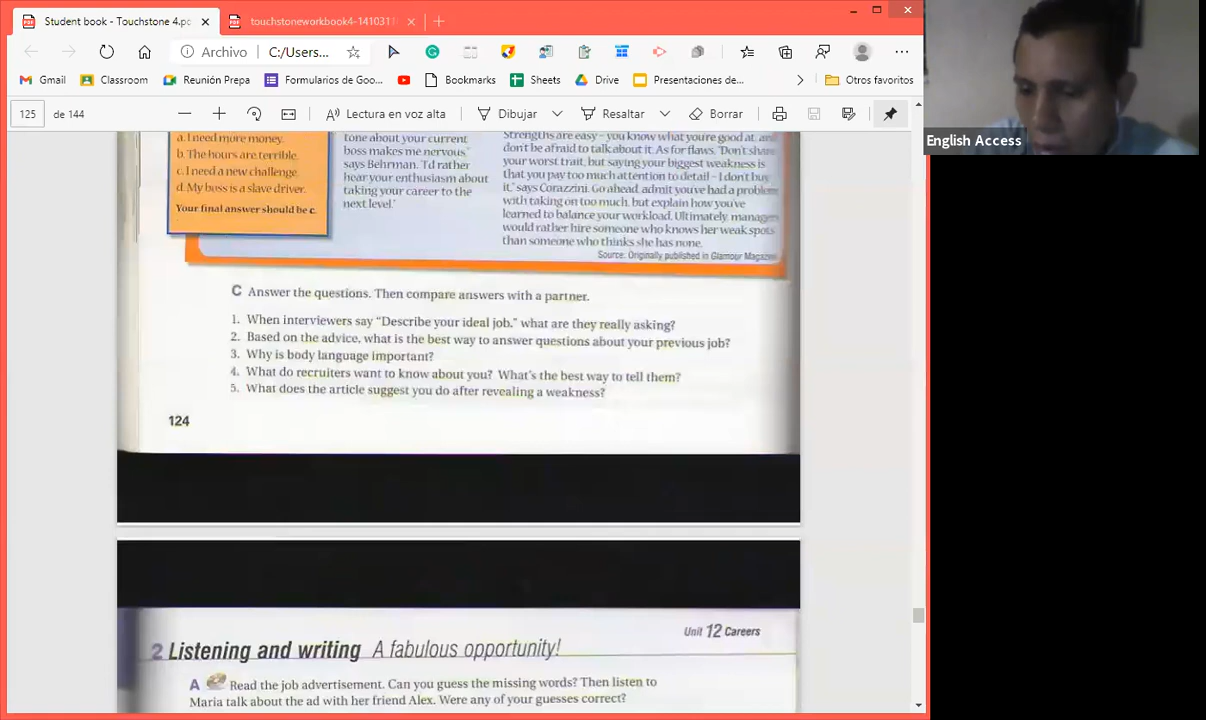 Student book - Touchstone 4.pc
touchstoneworkbook4-1410311
Archivo
C:/Users...
Gmail
Classroom
Reunión Prepa
Formularios de Goo...
Bookmarks
Sheets
Drive
Presentaciones de...
Otros favoritos
125
de 144
Lectura en voz alta
Dibujar
Resaltar
Borrar
English Access
a. I need more money.
b. The hours are terrible.
c. I need a new challenge.
d. My boss is a slave driver.
Your final answer should be c.
tone about your current
boss makes me nervous,"
says Behrman. "I'd rather
hear your enthusiasm about
taking your career to the
next level."
Strengths are easy – you know what you're good at, and
don't be afraid to talk about it. As for flaws, "Don't share
your worst trait, but saying your biggest weakness is
that you pay too much attention to detail – I don't buy
it," says Corazzini. Go ahead, admit you've had a problem
with taking on too much, but explain how you've
learned to balance your workload. Ultimately, managers
would rather hire someone who knows her weak spots
than someone who thinks she has none.
Source: Originally published in Glamour Magazine
C Answer the questions. Then compare answers with a partner.
1. When interviewers say "Describe your ideal job," what are they really asking?
2. Based on the advice, what is the best way to answer questions about your previous job?
3. Why is body language important?
4. What do recruiters want to know about you? What's the best way to tell them?
5. What does the article suggest you do after revealing a weakness?
124
Unit 12 Careers
2 Listening and writing A fabulous opportunity!
A Read the job advertisement. Can you guess the missing words? Then listen to
Maria talk about the ad with her friend Alex. Were any of your guesses correct?